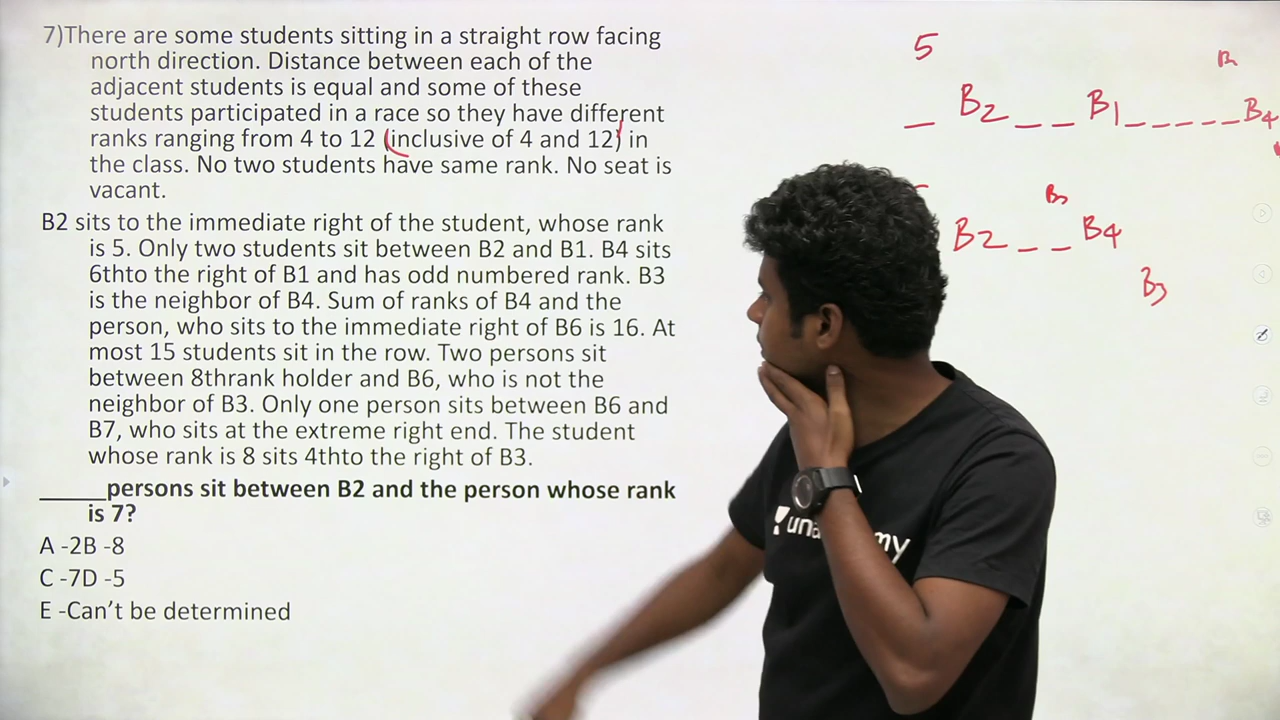 7)There are some students sitting in a straight row facing
north direction. Distance between each of the
adjacent students is equal and some of these
students participated in a race so they have different
ranks ranging from 4 to 12 (inclusive of 4 and 12) in
the class. No two students have same rank. No seat is
vacant.
B2 sits to the immediate right of the student, whose rank
is 5. Only two students sit between B2 and B1. B4 sits
6thto the right of B1 and has odd numbered rank. B3
is the neighbor of B4. Sum of ranks of B4 and the
person, who sits to the immediate right of B6 is 16. At
most 15 students sit in the row. Two persons sit
between 8thrank holder and B6, who is not the
neighbor of B3. Only one person sits between B6 and
B7, who sits at the extreme right end. The student
whose rank is 8 sits 4thto the right of B3.
______persons sit between B2 and the person whose rank
is 7?
A -2B -8
C -7D -5
E -Can't be determined
5
_ B2 _ _ B1 _ _ _ _ _ B4
B3
B2 _ _ B4
B3
unacademy